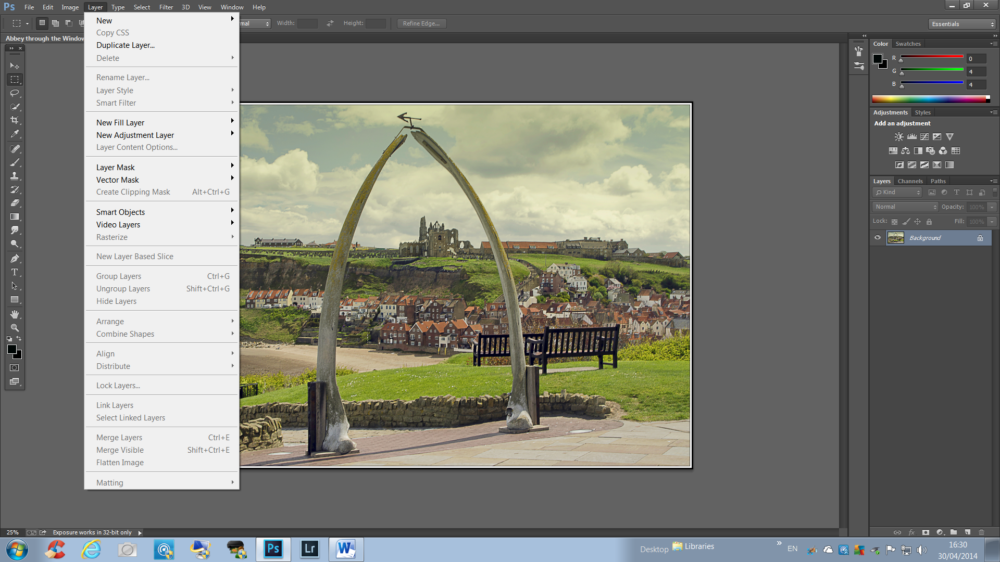 Ps File Edit Image Layer Type Select Filter 3D View Window Help
Width: Height: Refine Edge... Essentials
Abbey through the Window
New
Copy CSS
Duplicate Layer...
Delete
Rename Layer...
Layer Style
Smart Filter
New Fill Layer
New Adjustment Layer
Layer Content Options...
Layer Mask
Vector Mask
Create Clipping Mask Alt+Ctrl+G
Smart Objects
Video Layers
Rasterize
New Layer Based Slice
Group Layers Ctrl+G
Ungroup Layers Shift+Ctrl+G
Hide Layers
Arrange
Combine Shapes
Align
Distribute
Lock Layers...
Link Layers
Select Linked Layers
Merge Layers Ctrl+E
Merge Visible Shift+Ctrl+E
Flatten Image
Matting
Color Swatches
R 0
G 4
B 4
Adjustments Styles
Add an adjustment
Layers Channels Paths
Kind
Normal Opacity: 100%
Lock: Fill: 100%
Background
25% Exposure works in 32-bit only
Ps Lr W
Desktop Libraries » EN
16:30
30/04/2014